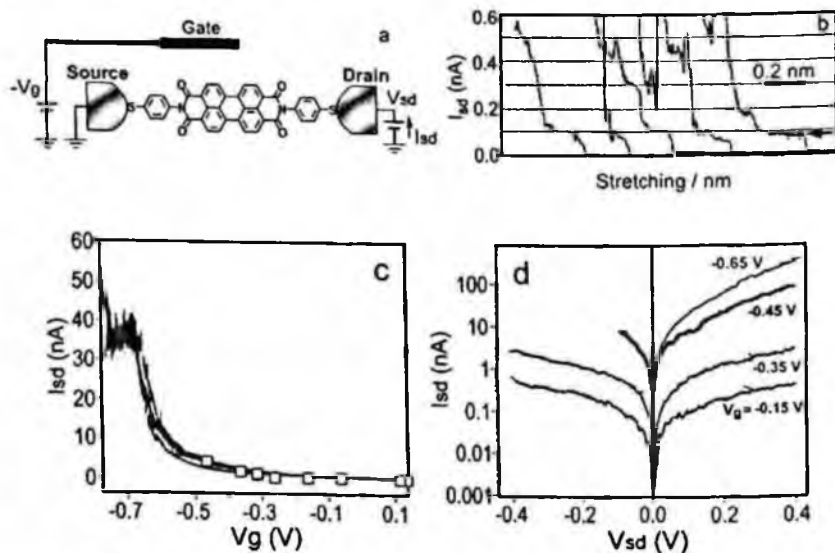 Gate
a
Source
Drain
-Vg
Vsd
Isd
S
N
N
S
O O
O O
b
0.6
0.4
0.2
0.0
Isd (nA)
0.2 nm
Stretching / nm
c
60
50
40
30
20
10
0
Isd (nA)
-0.7 -0.5 -0.3 -0.1 0.1
Vg (V)
d
100
10
1
0.1
0.01
0.001
Isd (nA)
-0.65 V
-0.45 V
-0.35 V
Vg= -0.15 V
-0.4 -0.2 0.0 0.2 0.4
Vsd (V)